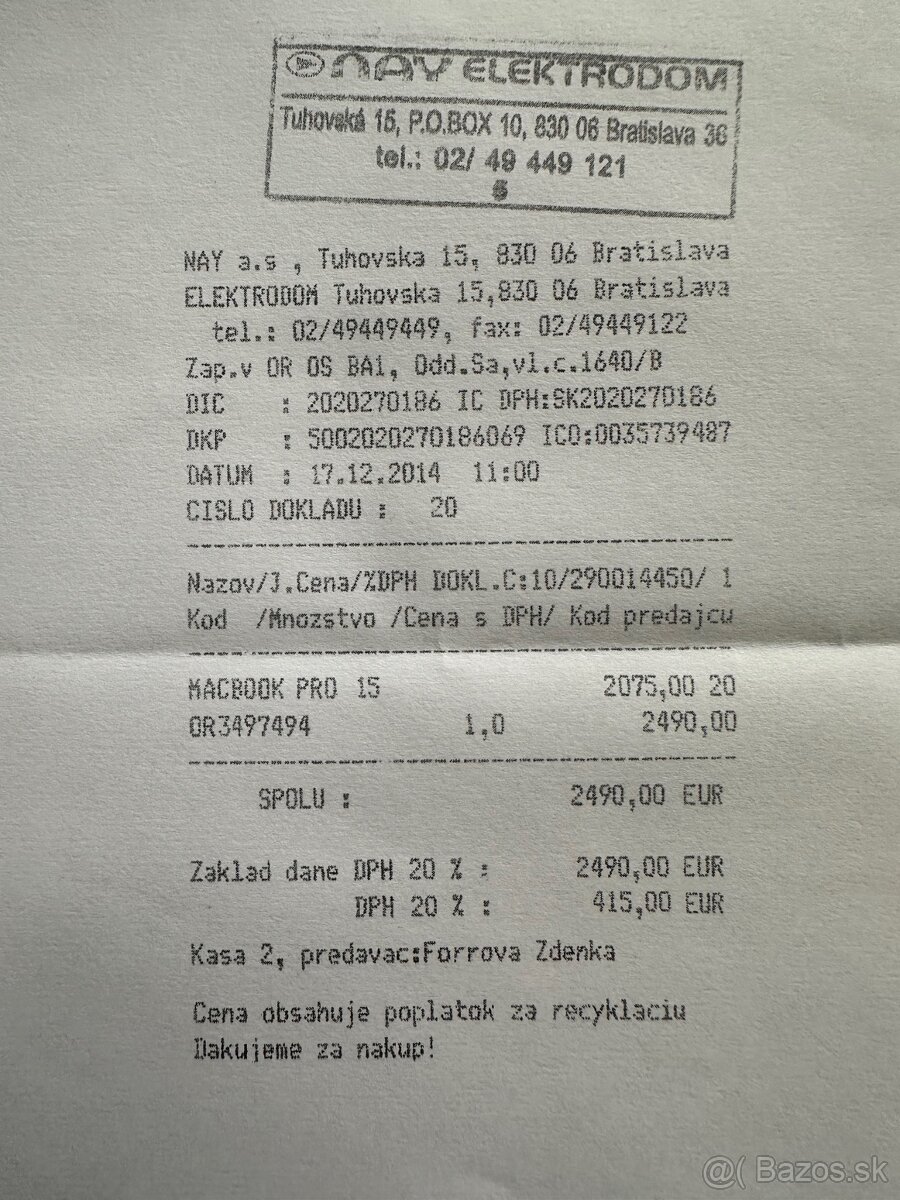 NAY ELEKTRODOM
Tuhovská 15, P.O.BOX 10, 830 06 Bratislava 36
tel.: 02/ 49 449 121
5
NAY a.s , Tuhovska 15, 830 06 Bratislava
ELEKTRODOM Tuhovska 15,830 06 Bratislava
tel.: 02/49449449, fax: 02/49449122
Zap.v OR OS BA1, Odd.Sa,vl.c.1640/B
DIC : 2020270186 IC DPH:SK2020270186
DKP : 5002020270186069 ICO:0035739487
DATUM : 17.12.2014 11:00
CISLO DOKLADU : 20
Nazov/J.Cena/%DPH DOKL.C:10/290014450/ 1
Kod /Mnozstvo /Cena s DPH/ Kod predajcu
MACBOOK PRO 15 2075,00 20
OR3497494 1,0 2490,00
SPOLU : 2490,00 EUR
Zaklad dane DPH 20 % : 2490,00 EUR
DPH 20 % : 415,00 EUR
Kasa 2, predavac:Forrova Zdenka
Cena obsahuje poplatok za recyklaciu
Dakujeme za nakup!
@( Bazos.sk